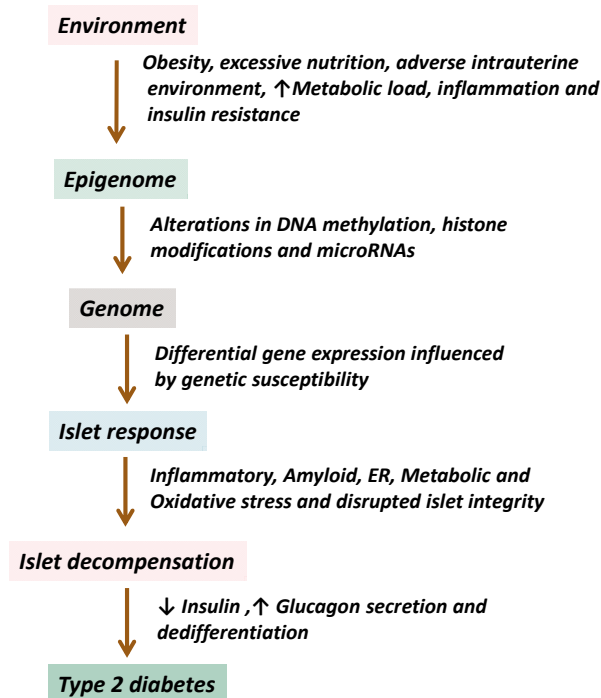 Environment
Obesity, excessive nutrition, adverse intrauterine
environment, ↑Metabolic load, inflammation and
insulin resistance
Epigenome
Alterations in DNA methylation, histone
modifications and microRNAs
Genome
Differential gene expression influenced
by genetic susceptibility
Islet response
Inflammatory, Amyloid, ER, Metabolic and
Oxidative stress and disrupted islet integrity
Islet decompensation
↓ Insulin ,↑ Glucagon secretion and
dedifferentiation
Type 2 diabetes